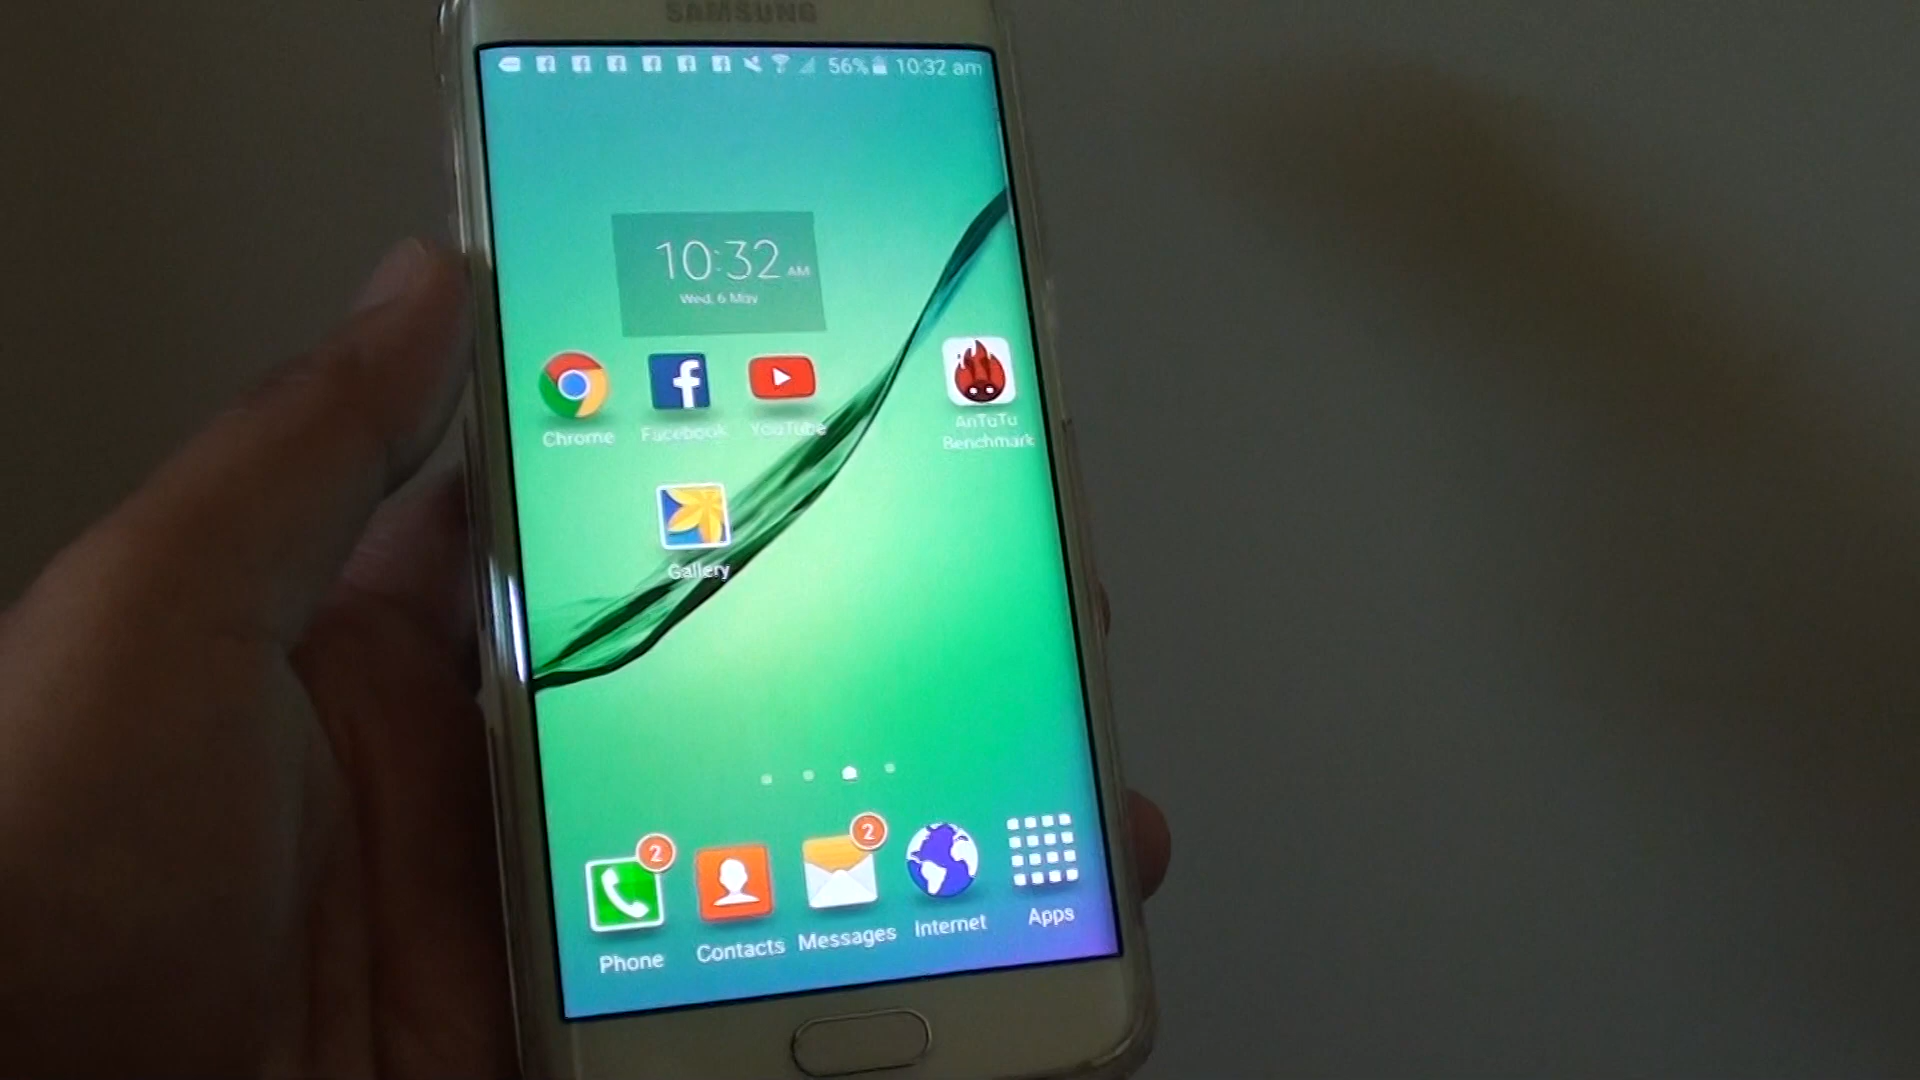 SAMSUNG
56% 10:32 am
10:32 AM
Wed, 6 May
Chrome
Facebook
YouTube
AnTuTu
Benchmark
Gallery
2
2
Phone
Contacts
Messages
Internet
Apps